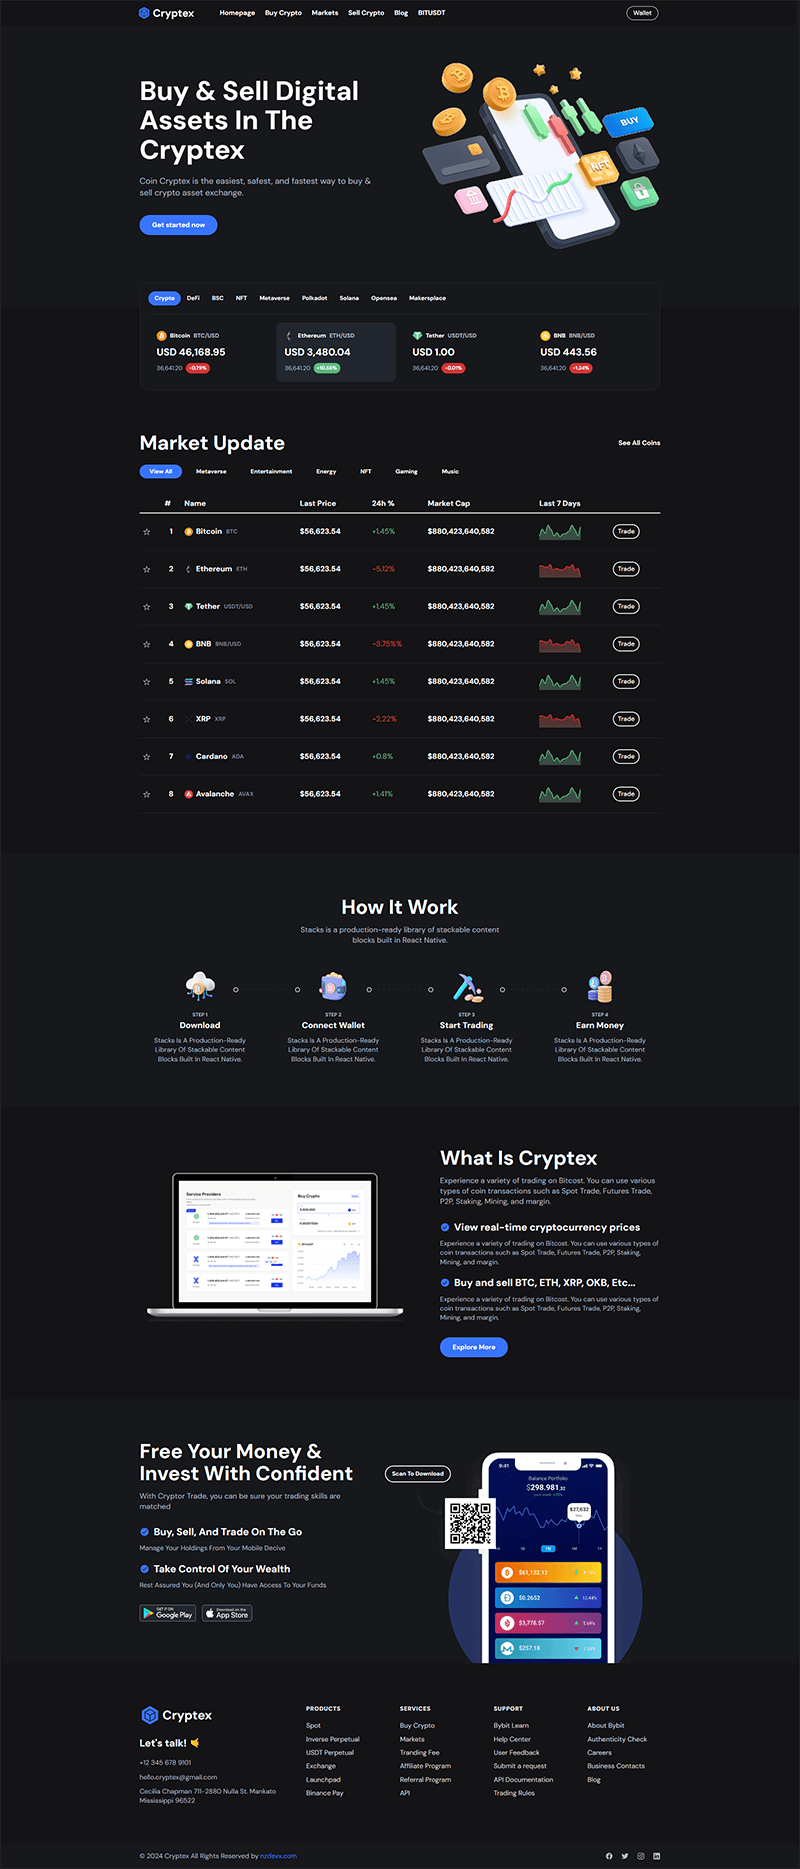 Cryptex
Homepage Buy Crypto Markets Sell Crypto Blog BITUSDT
Wallet
Buy & Sell Digital
Assets In The
Cryptex
Coin Cryptex is the easiest, safest, and fastest way to buy &
sell crypto asset exchange.
Get started now
BUY
NFT
Crypto DeFi BSC NFT Metaverse Polkadot Solana Opensea Makersplace
Bitcoin BTC/USD
USD 46,168.95
36,641.20 -0.79%
Ethereum ETH/USD
USD 3,480.04
36,641.20 +10.55%
Tether USDT/USD
USD 1.00
36,641.20 -0.01%
BNB BNB/USD
USD 443.56
36,641.20 -1.24%
Market Update
See All Coins
View All Metaverse Entertainment Energy NFT Gaming Music
# Name Last Price 24h % Market Cap Last 7 Days
1 Bitcoin BTC $56,623.54 +1.45% $880,423,640,582 Trade
2 Ethereum ETH $56,623.54 -5.12% $880,423,640,582 Trade
3 Tether USDT/USD $56,623.54 +1.45% $880,423,640,582 Trade
4 BNB BNB/USD $56,623.54 -3.75%% $880,423,640,582 Trade
5 Solana SOL $56,623.54 +1.45% $880,423,640,582 Trade
6 XRP XRP $56,623.54 -2.22% $880,423,640,582 Trade
7 Cardano ADA $56,623.54 +0.8% $880,423,640,582 Trade
8 Avalanche AVAX $56,623.54 +1.41% $880,423,640,582 Trade
How It Work
Stacks is a production-ready library of stackable content
blocks built in React Native.
STEP 1
Download
Stacks Is A Production-Ready
Library Of Stackable Content
Blocks Built In React Native.
STEP 2
Connect Wallet
Stacks Is A Production-Ready
Library Of Stackable Content
Blocks Built In React Native.
STEP 3
Start Trading
Stacks Is A Production-Ready
Library Of Stackable Content
Blocks Built In React Native.
STEP 4
Earn Money
Stacks Is A Production-Ready
Library Of Stackable Content
Blocks Built In React Native.
Service Providers
Buy Crypto
What Is Cryptex
Experience a variety of trading on Bitcost. You can use various
types of coin transactions such as Spot Trade, Futures Trade,
P2P, Staking, Mining, and margin.
View real-time cryptocurrency prices
Experience a variety of trading on Bitcost. You can use various types of
coin transactions such as Spot Trade, Futures Trade, P2P, Staking,
Mining, and margin.
Buy and sell BTC, ETH, XRP, OKB, Etc...
Experience a variety of trading on Bitcost. You can use various types of
coin transactions such as Spot Trade, Futures Trade, P2P, Staking,
Mining, and margin.
Explore More
Free Your Money &
Invest With Confident
With Cryptor Trade, you can be sure your trading skills are
matched
Buy, Sell, And Trade On The Go
Manage Your Holdings From Your Mobile Decive
Take Control Of Your Wealth
Rest Assured You (And Only You) Have Access To Your Funds
GET IT ON
Google Play
Download on the
App Store
Scan To Download
9:41
Balance Portfolio
$298.981,32
$27,632
$61,132.12
$0.2652 12.44%
$3,778.57 5.69%
$257.18
Cryptex
Let's talk!
+12 345 678 9101
hello.cryptex@gmail.com
Cecilia Chapman 711-2880 Nulla St. Mankato
Mississippi 96522
PRODUCTS
Spot
Inverse Perpetual
USDT Perpetual
Exchange
Launchpad
Binance Pay
SERVICES
Buy Crypto
Markets
Tranding Fee
Affiliate Program
Referral Program
API
SUPPORT
Bybit Learn
Help Center
User Feedback
Submit a request
API Documentation
Trading Rules
ABOUT US
About Bybit
Authenticity Check
Careers
Business Contacts
Blog
© 2024 Cryptex All Rights Reserved by nzdevx.com